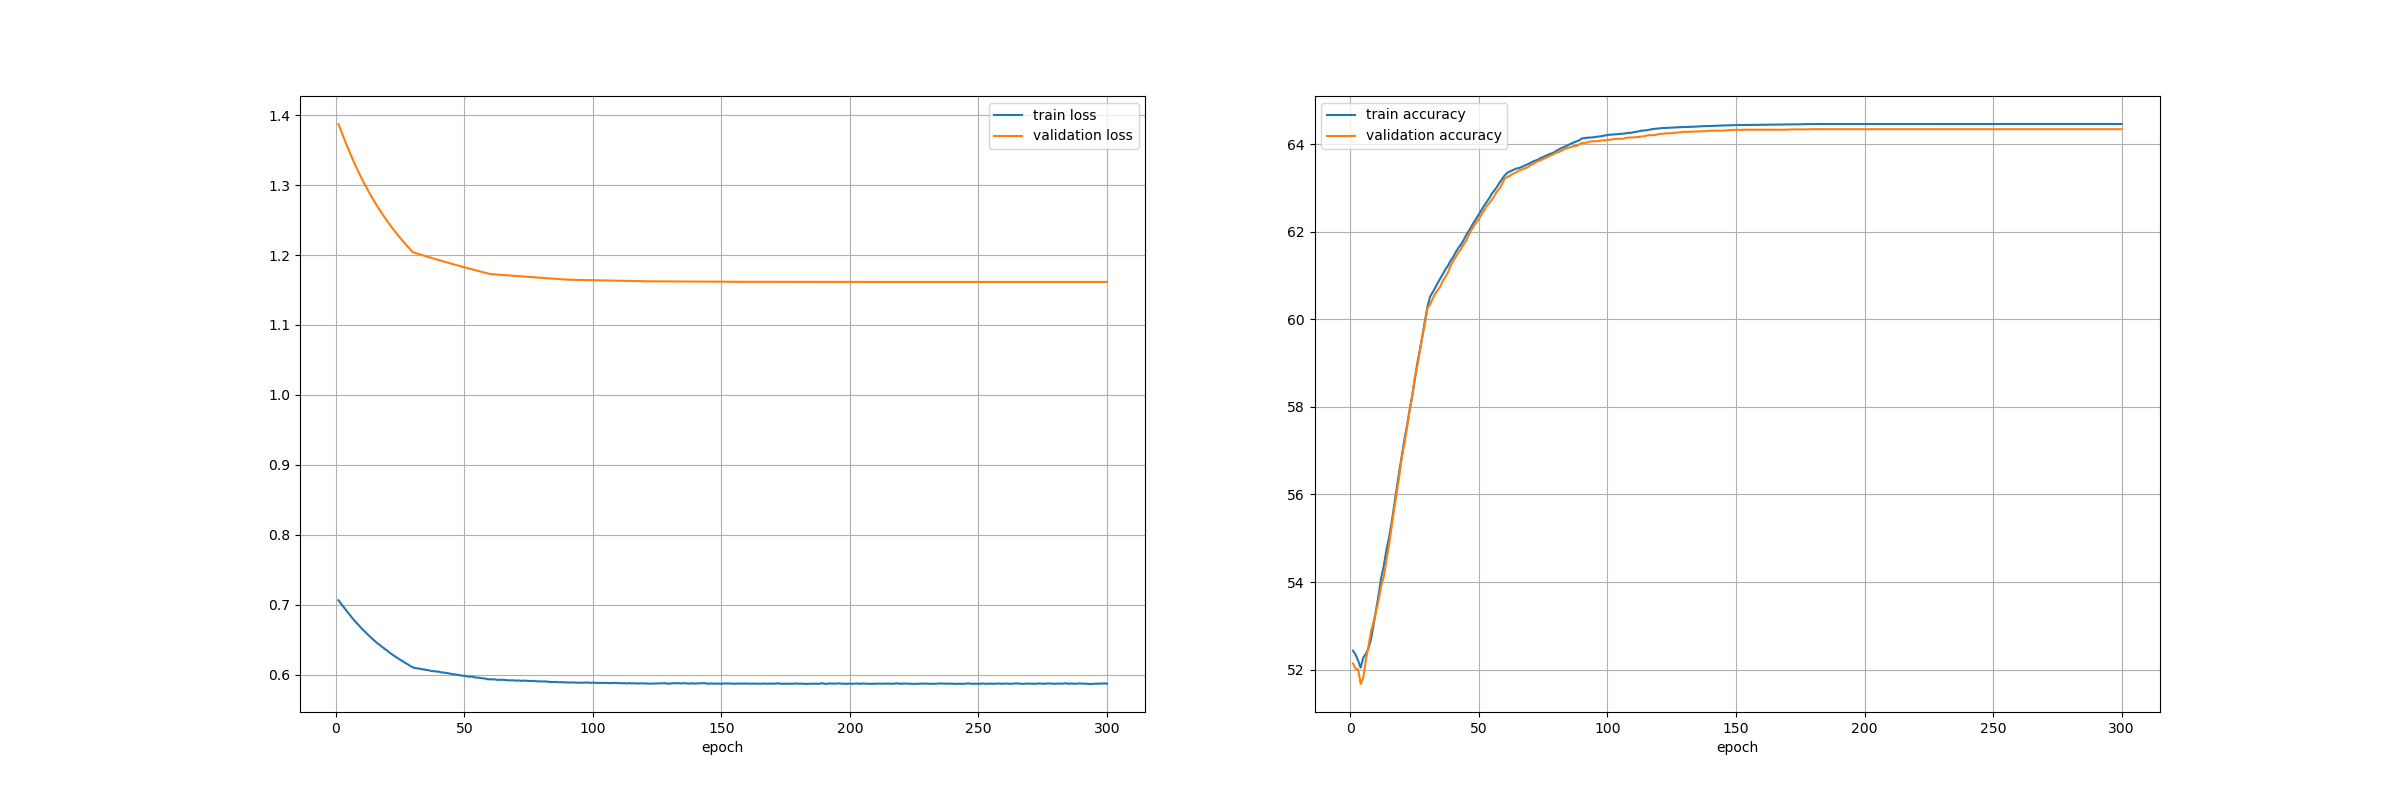 1.4
1.3
1.2
1.1
1.0
0.9
0.8
0.7
0.6
0 50 100 150 200 250 300
epoch
train loss
validation loss
64
62
60
58
56
54
52
0 50 100 150 200 250 300
epoch
train accuracy
validation accuracy